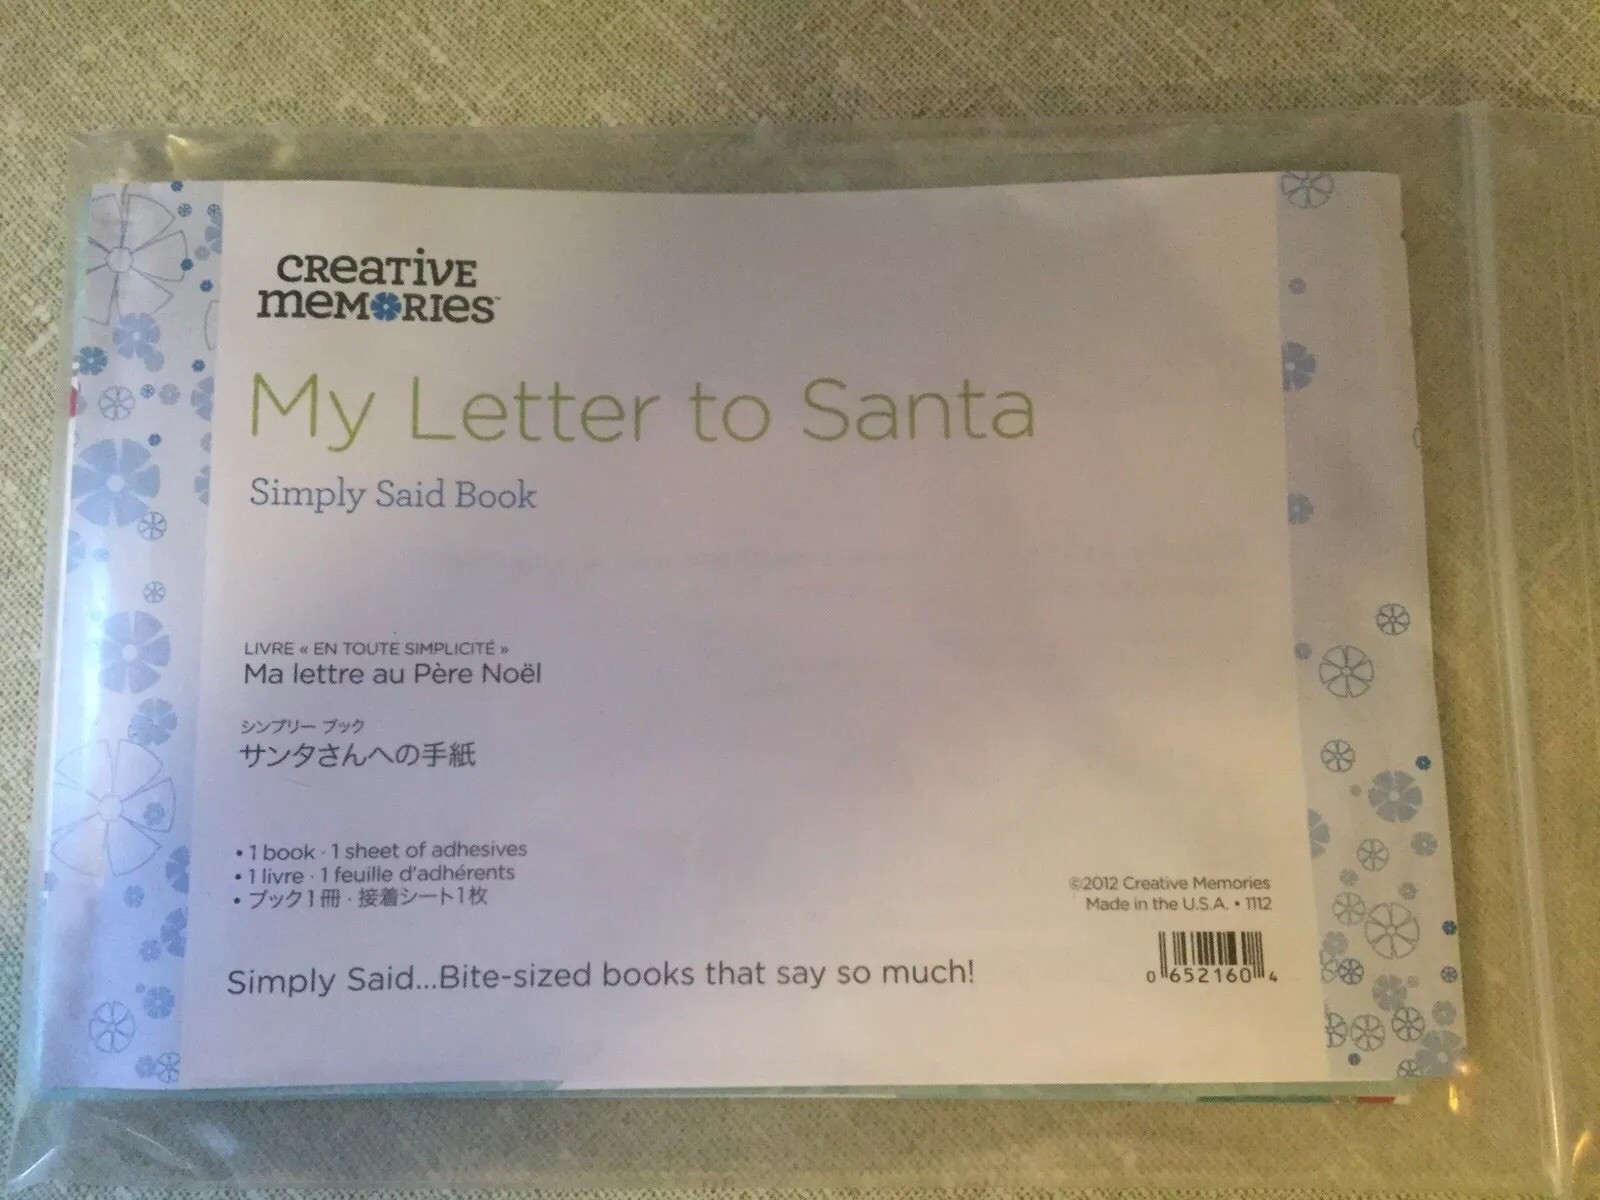 CREATIVE
MEMORIES™
My Letter to Santa
Simply Said Book
LIVRE « EN TOUTE SIMPLICITÉ »
Ma lettre au Père Noël
シンプリー ブック
サンタさんへの手紙
• 1 book · 1 sheet of adhesives
• 1 livre · 1 feuille d'adhérents
• ブック1冊 · 接着シート1枚
©2012 Creative Memories
Made in the U.S.A. • 1112
Simply Said...Bite-sized books that say so much!
0 652160 4